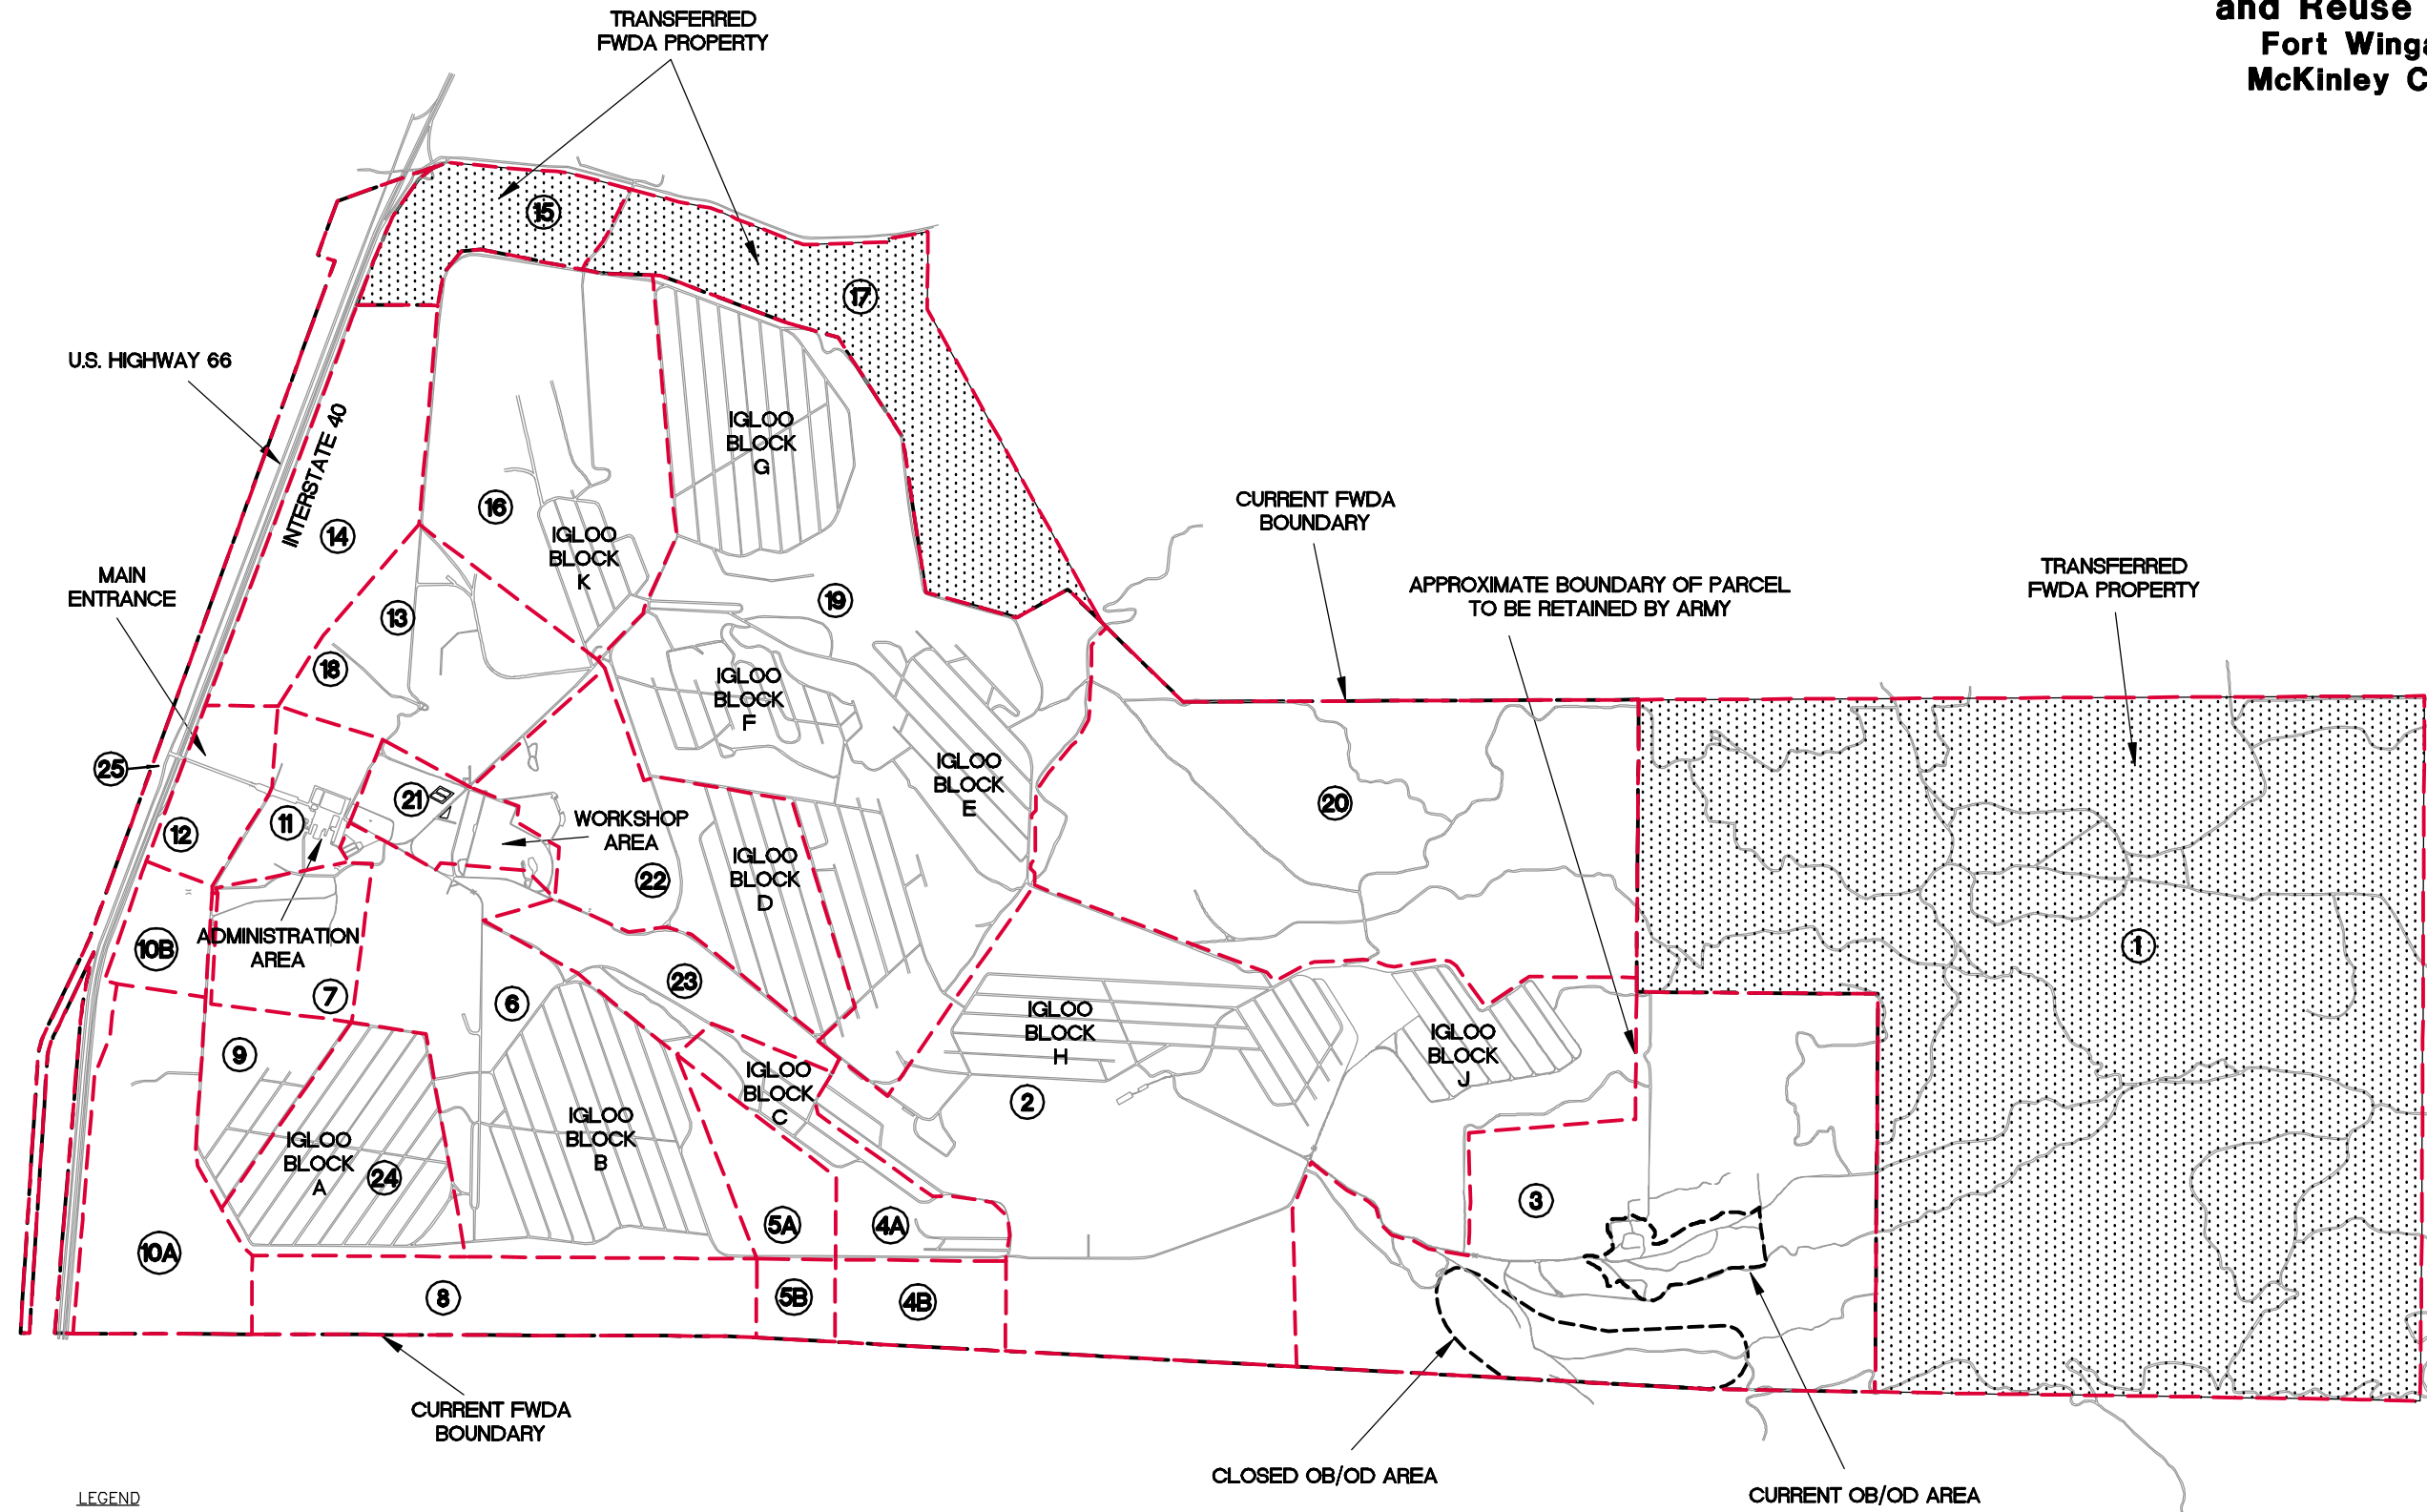 and Reuse
Fort Winga
McKinley C
TRANSFERRED
FWDA PROPERTY
15
17
U.S. HIGHWAY 66
INTERSTATE 40
IGLOO
BLOCK
G
16
14
IGLOO
BLOCK
K
CURRENT FWDA
BOUNDARY
MAIN
ENTRANCE
13
19
APPROXIMATE BOUNDARY OF PARCEL
TO BE RETAINED BY ARMY
TRANSFERRED
FWDA PROPERTY
18
IGLOO
BLOCK
F
25
21
IGLOO
BLOCK
E
20
12
11
WORKSHOP
AREA
22
IGLOO
BLOCK
D
10B
ADMINISTRATION
AREA
1
7
6
23
IGLOO
BLOCK
H
IGLOO
BLOCK
J
9
IGLOO
BLOCK
C
2
IGLOO
BLOCK
A
24
IGLOO
BLOCK
B
3
10A
5A
4A
8
5B
4B
CURRENT FWDA
BOUNDARY
CLOSED OB/OD AREA
CURRENT OB/OD AREA
LEGEND